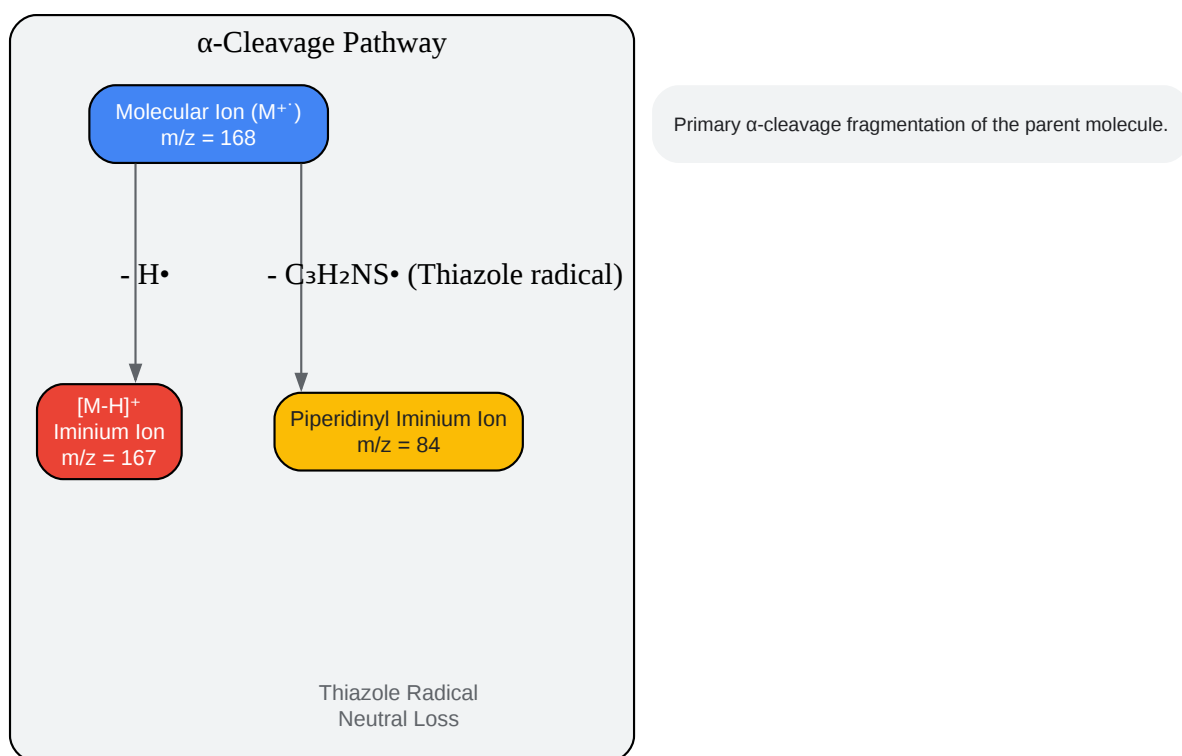 α-Cleavage Pathway
Molecular Ion (M⁺˙)
m/z = 168
Primary α-cleavage fragmentation of the parent molecule.
- H•
- C₃H₂NS• (Thiazole radical)
[M-H]⁺
Iminium Ion
m/z = 167
Piperidinyl Iminium Ion
m/z = 84
Thiazole Radical
Neutral Loss